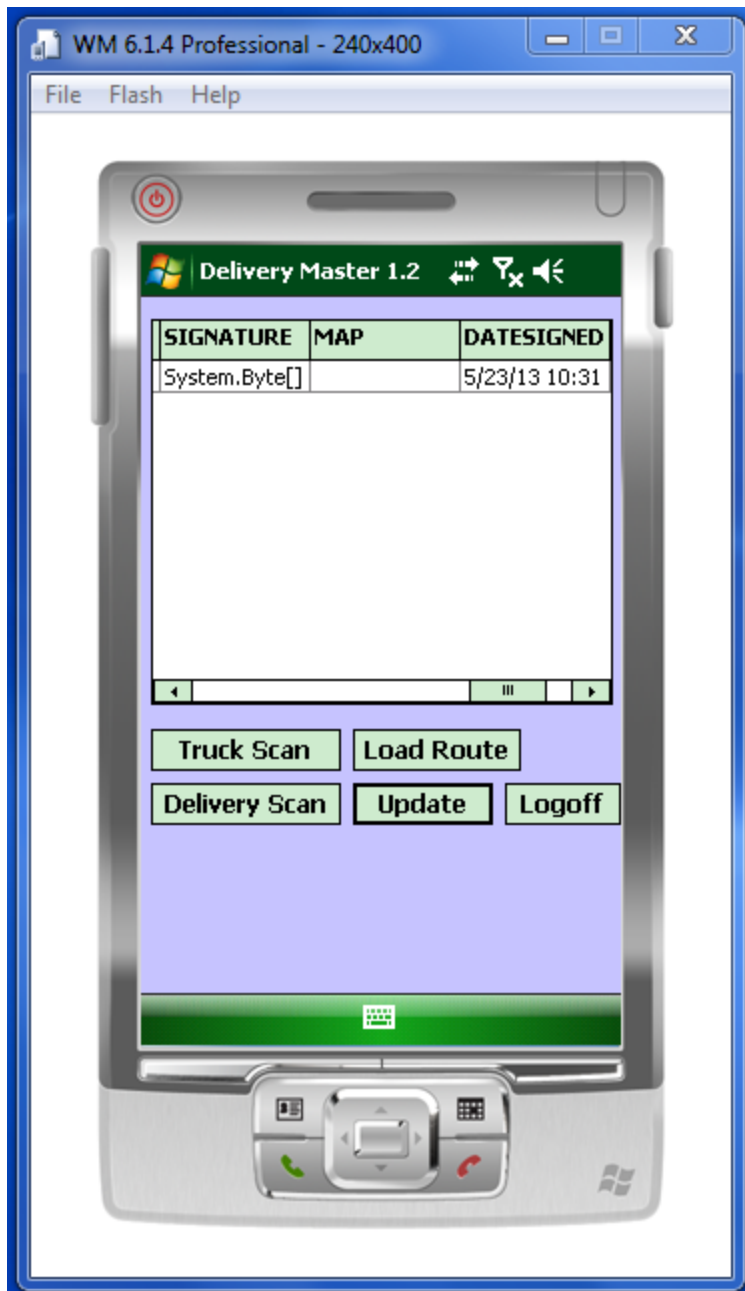 WM 6.1.4 Professional - 240x400
File Flash Help
Delivery Master 1.2
SIGNATURE MAP DATESIGNED
System.Byte[] 5/23/13 10:31
Truck Scan Load Route
Delivery Scan Update Logoff